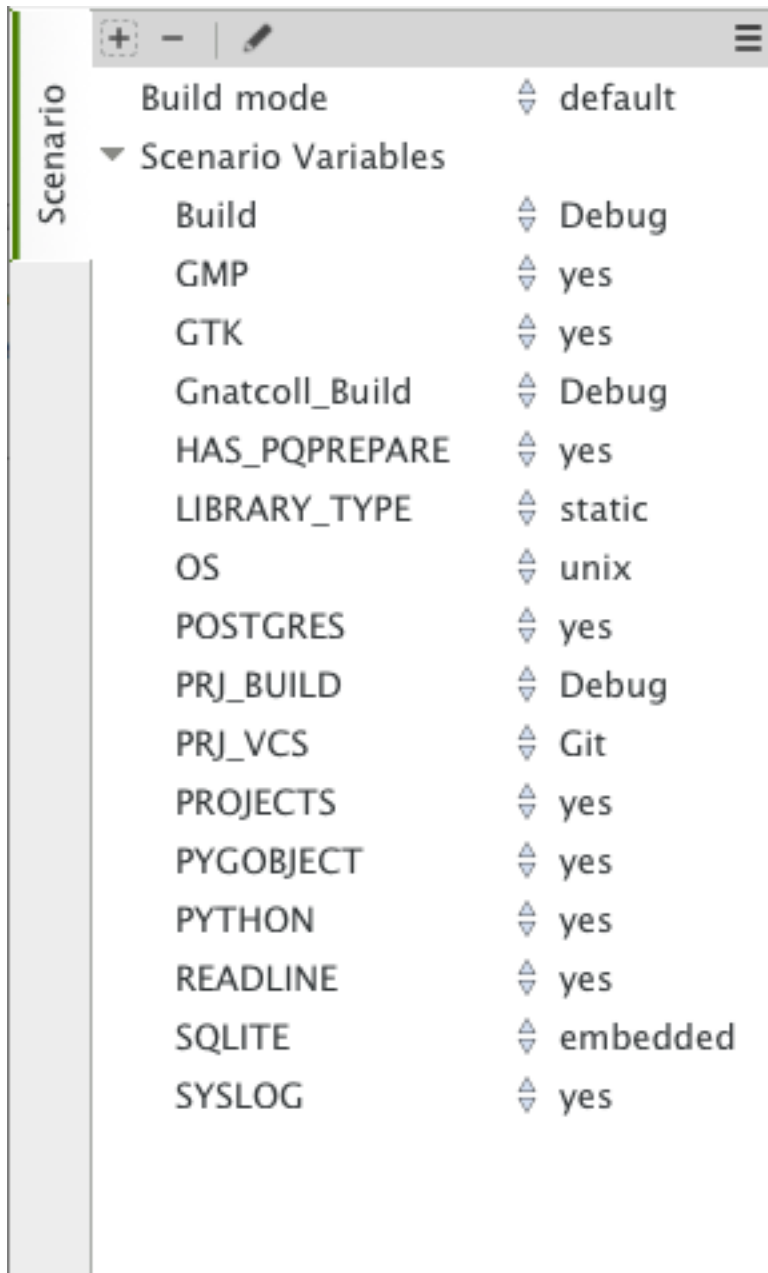 Scenario
Build mode default
Scenario Variables
Build Debug
GMP yes
GTK yes
Gnatcoll_Build Debug
HAS_PQPREPARE yes
LIBRARY_TYPE static
OS unix
POSTGRES yes
PRJ_BUILD Debug
PRJ_VCS Git
PROJECTS yes
PYGOBJECT yes
PYTHON yes
READLINE yes
SQLITE embedded
SYSLOG yes